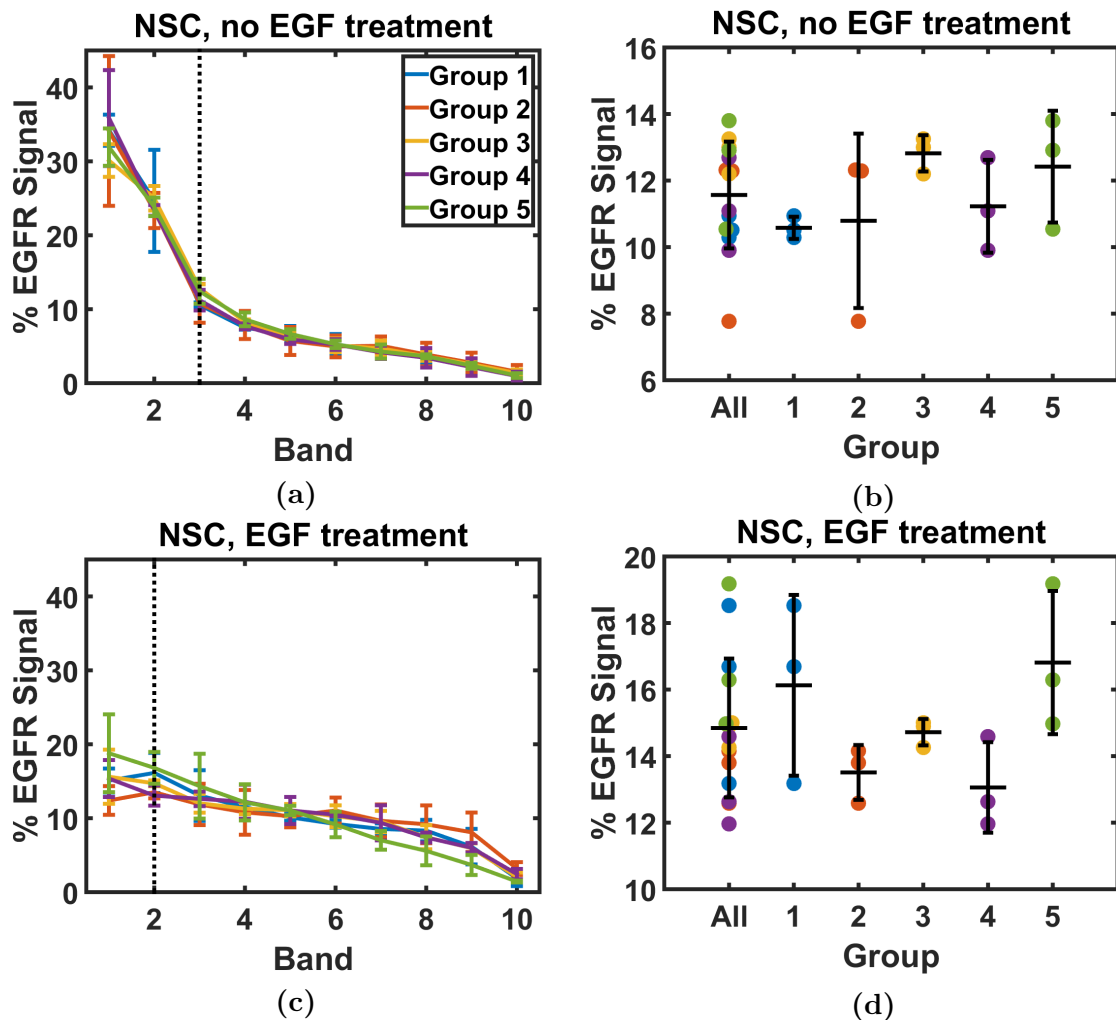 NSC, no EGF treatment
% EGFR Signal
40
30
20
10
0
2
4
6
8
10
Band
Group 1
Group 2
Group 3
Group 4
Group 5
(a)
NSC, no EGF treatment
% EGFR Signal
16
14
12
10
8
6
All
1
2
3
4
5
Group
(b)
NSC, EGF treatment
% EGFR Signal
40
30
20
10
0
2
4
6
8
10
Band
(c)
NSC, EGF treatment
% EGFR Signal
20
18
16
14
12
10
All
1
2
3
4
5
Group
(d)